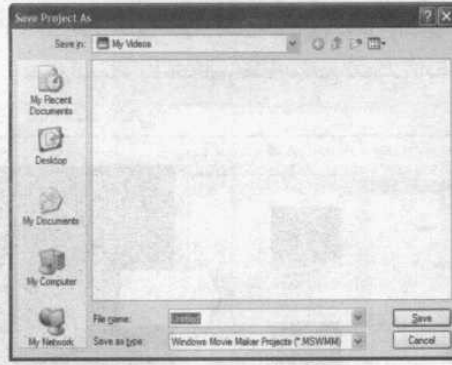 Save Project As
Save in: My Videos
My Recent
Documents
Desktop
My Documents
My Computer
My Network
File name: Untitled
Save as type: Windows Movie Maker Projects (*.MSWMM)
Save
Cancel